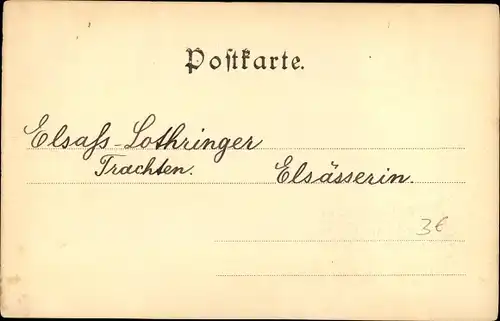 Postkarte.
Elsaß-Lothringer
Trachten. Elsässerin.
3€